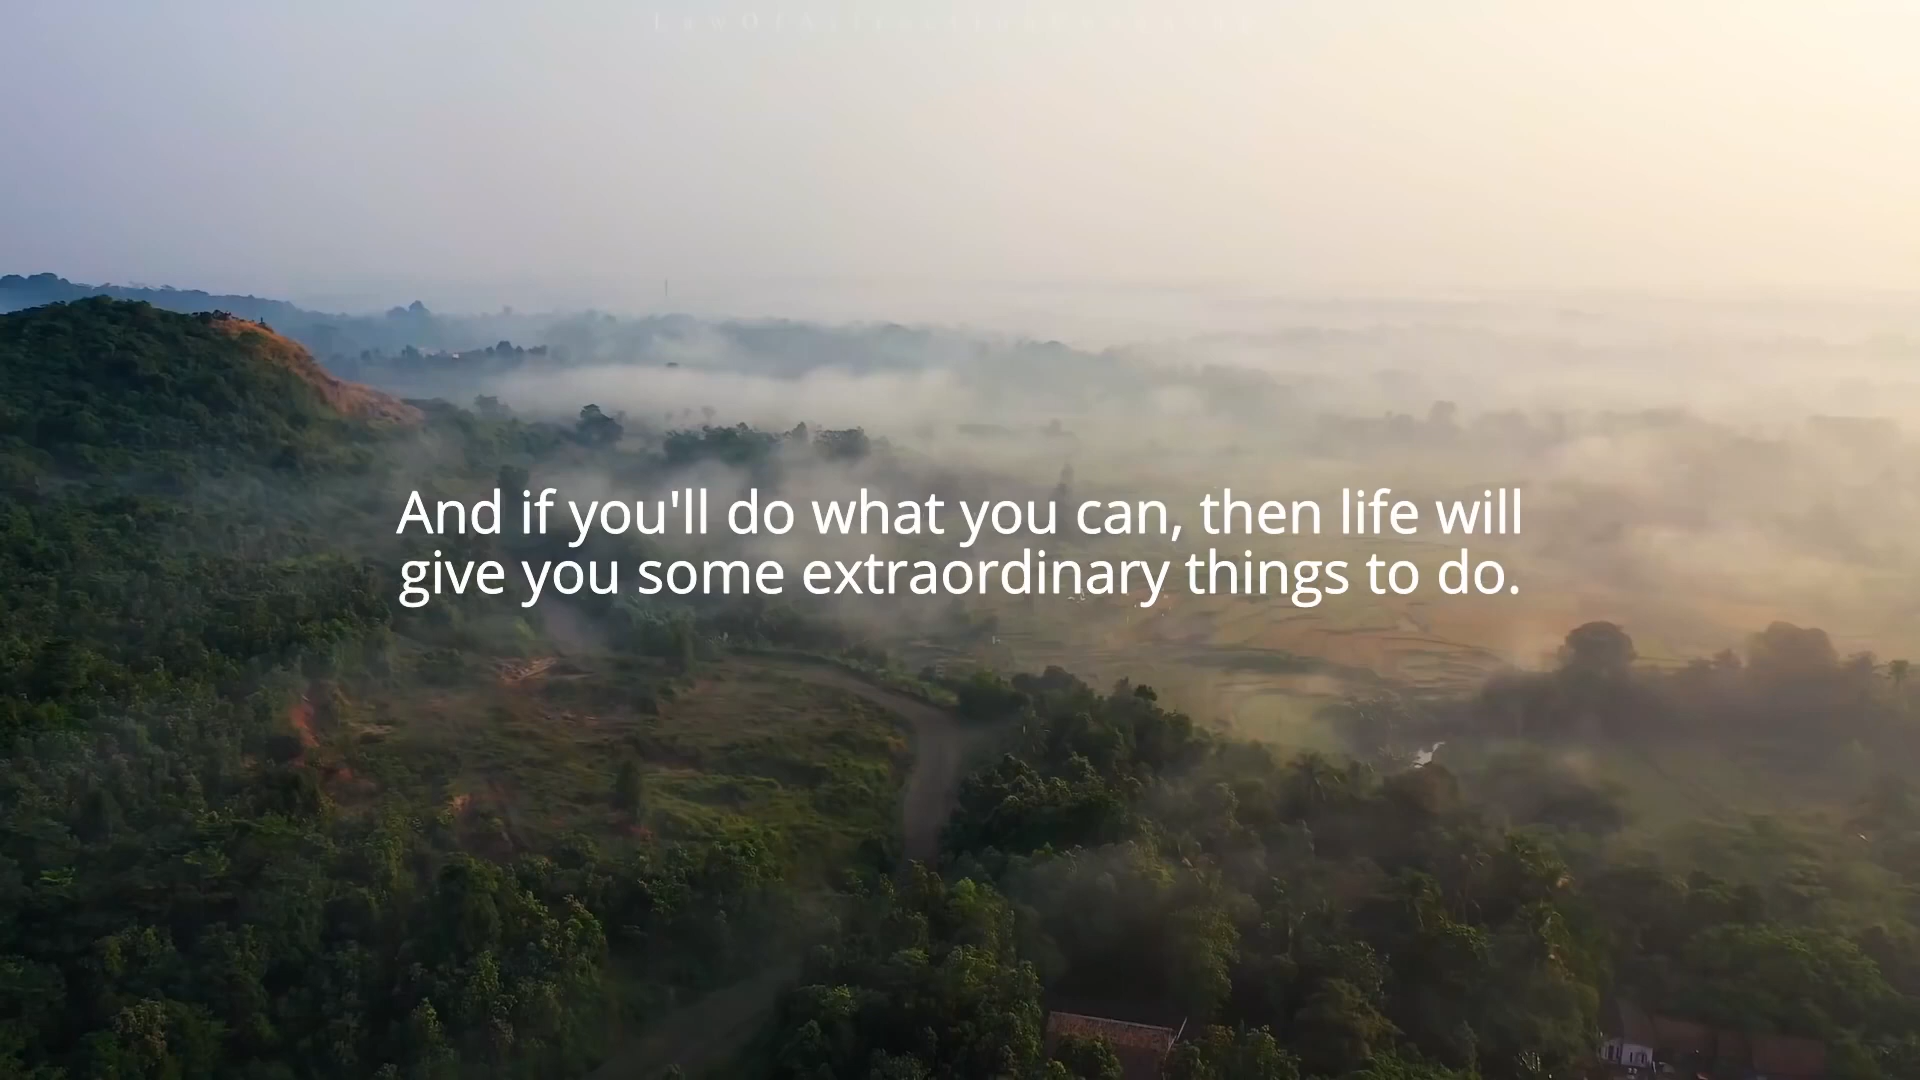 And if you'll do what you can, then life will
give you some extraordinary things to do.